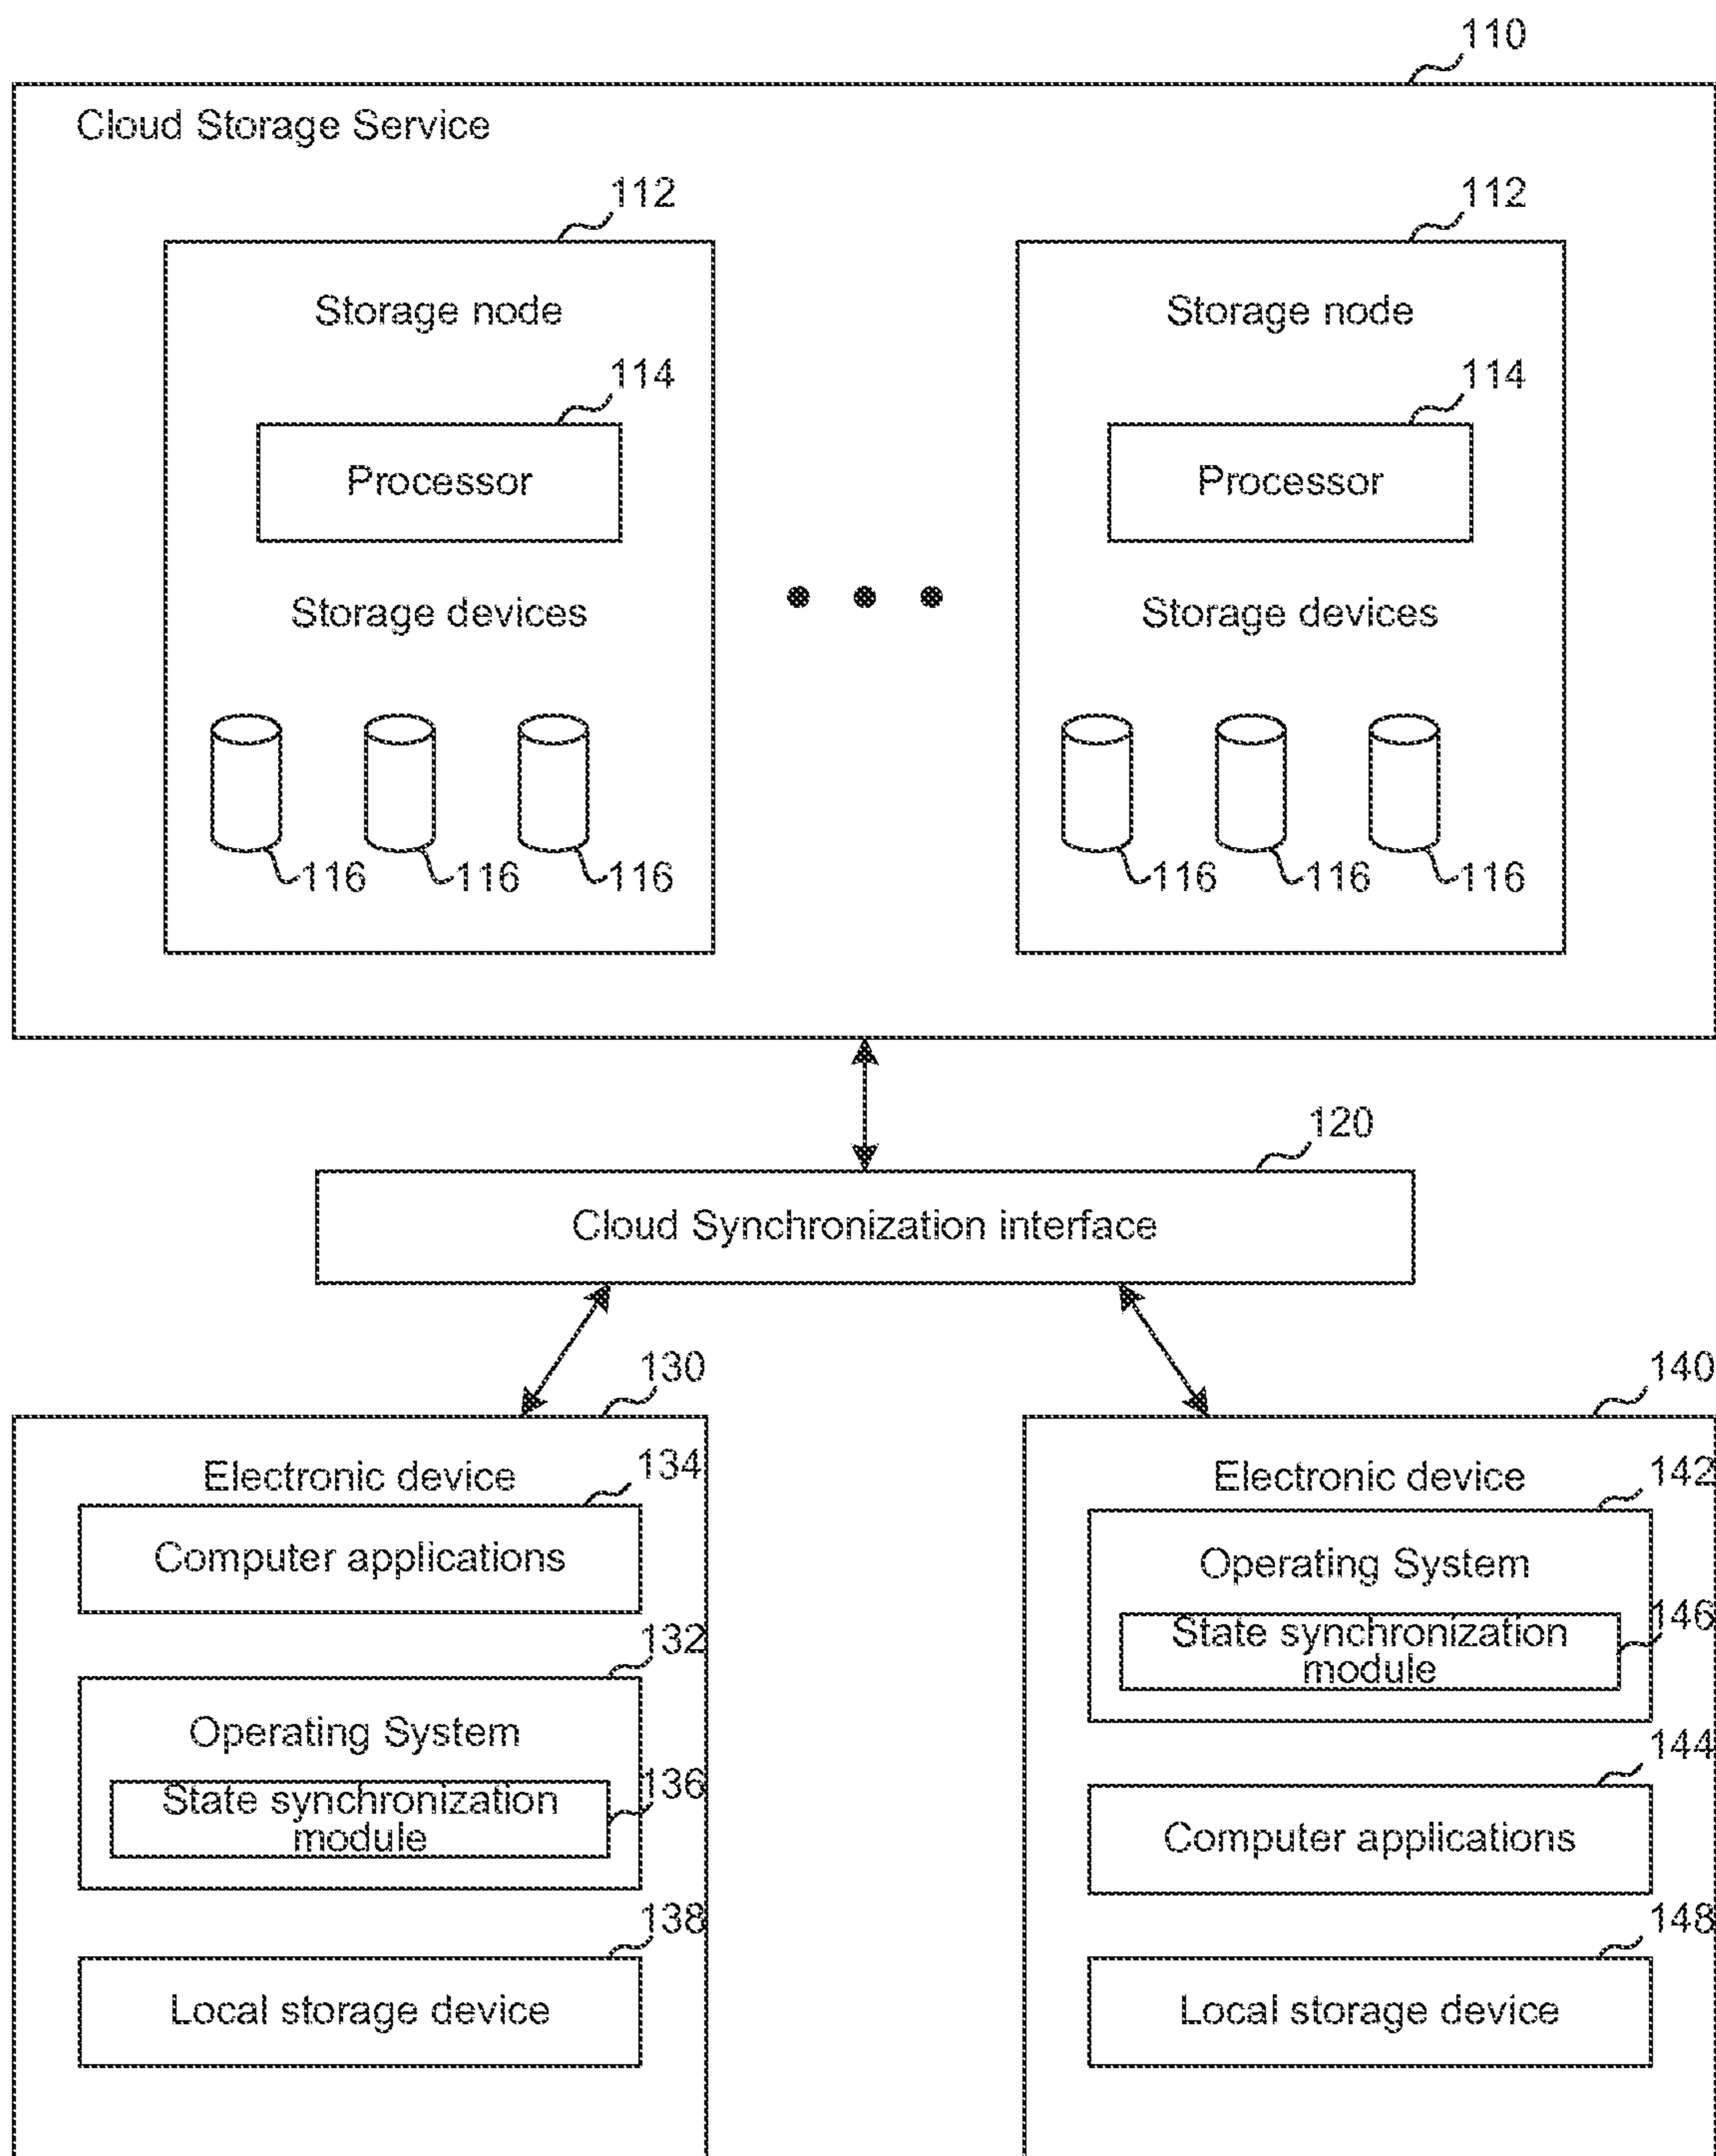 110
Cloud Storage Service
112
112
Storage node
Storage node
114
114
Processor
Processor
Storage devices
Storage devices
116
116
116
116
116
116
120
Cloud Synchronization interface
130
140
Electronic device
134
Computer applications
132
Operating System
136
State synchronization
module
138
Local storage device
Electronic device
142
Operating System
146
State synchronization
module
144
Computer applications
148
Local storage device